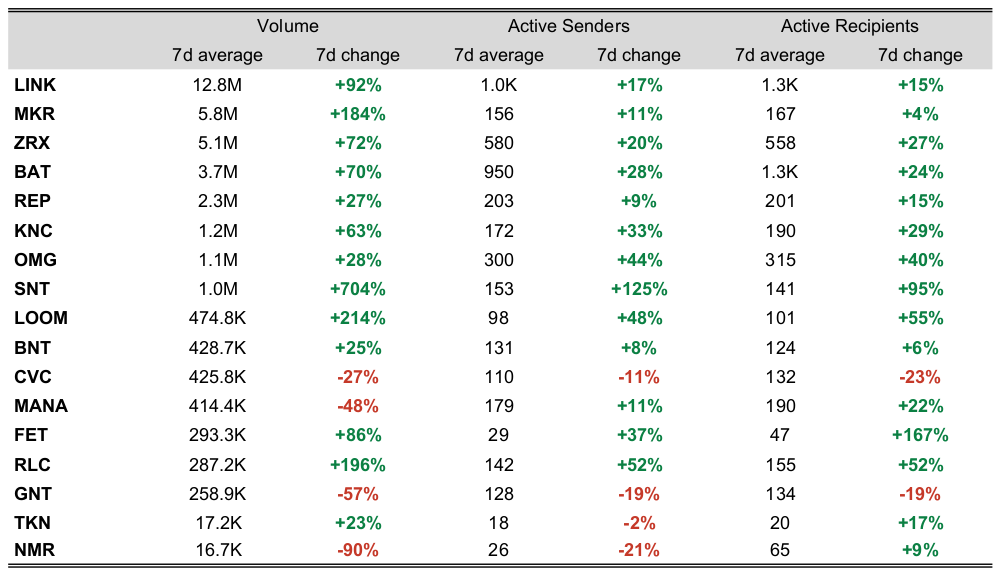 Volume Active Senders Active Recipients
7d average 7d change 7d average 7d change 7d average 7d change
LINK 12.8M +92% 1.0K +17% 1.3K +15%
MKR 5.8M +184% 156 +11% 167 +4%
ZRX 5.1M +72% 580 +20% 558 +27%
BAT 3.7M +70% 950 +28% 1.3K +24%
REP 2.3M +27% 203 +9% 201 +15%
KNC 1.2M +63% 172 +33% 190 +29%
OMG 1.1M +28% 300 +44% 315 +40%
SNT 1.0M +704% 153 +125% 141 +95%
LOOM 474.8K +214% 98 +48% 101 +55%
BNT 428.7K +25% 131 +8% 124 +6%
CVC 425.8K -27% 110 -11% 132 -23%
MANA 414.4K -48% 179 +11% 190 +22%
FET 293.3K +86% 29 +37% 47 +167%
RLC 287.2K +196% 142 +52% 155 +52%
GNT 258.9K -57% 128 -19% 134 -19%
TKN 17.2K +23% 18 -2% 20 +17%
NMR 16.7K -90% 26 -21% 65 +9%